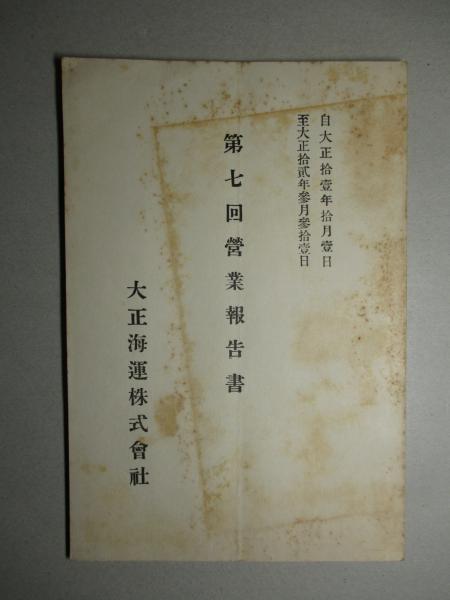 自大正拾壹年拾月壹日
至大正拾貳年參月參拾壹日
第七回營業報告書
大正海運株式會社